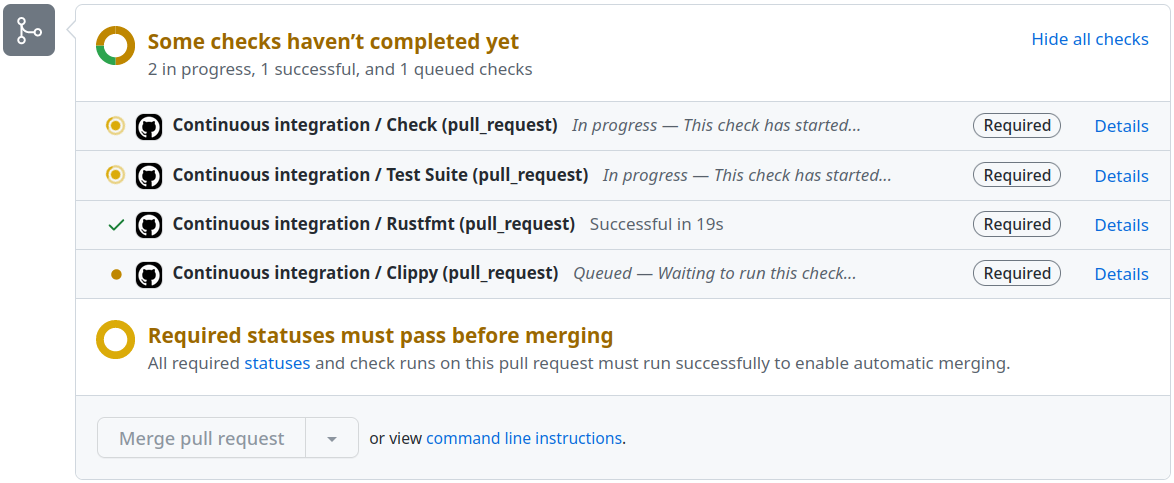 Some checks haven’t completed yet
Hide all checks
2 in progress, 1 successful, and 1 queued checks
Continuous integration / Check (pull_request) In progress — This check has started... Required Details
Continuous integration / Test Suite (pull_request) In progress — This check has started... Required Details
Continuous integration / Rustfmt (pull_request) Successful in 19s Required Details
Continuous integration / Clippy (pull_request) Queued — Waiting to run this check... Required Details
Required statuses must pass before merging
All required statuses and check runs on this pull request must run successfully to enable automatic merging.
Merge pull request or view command line instructions.